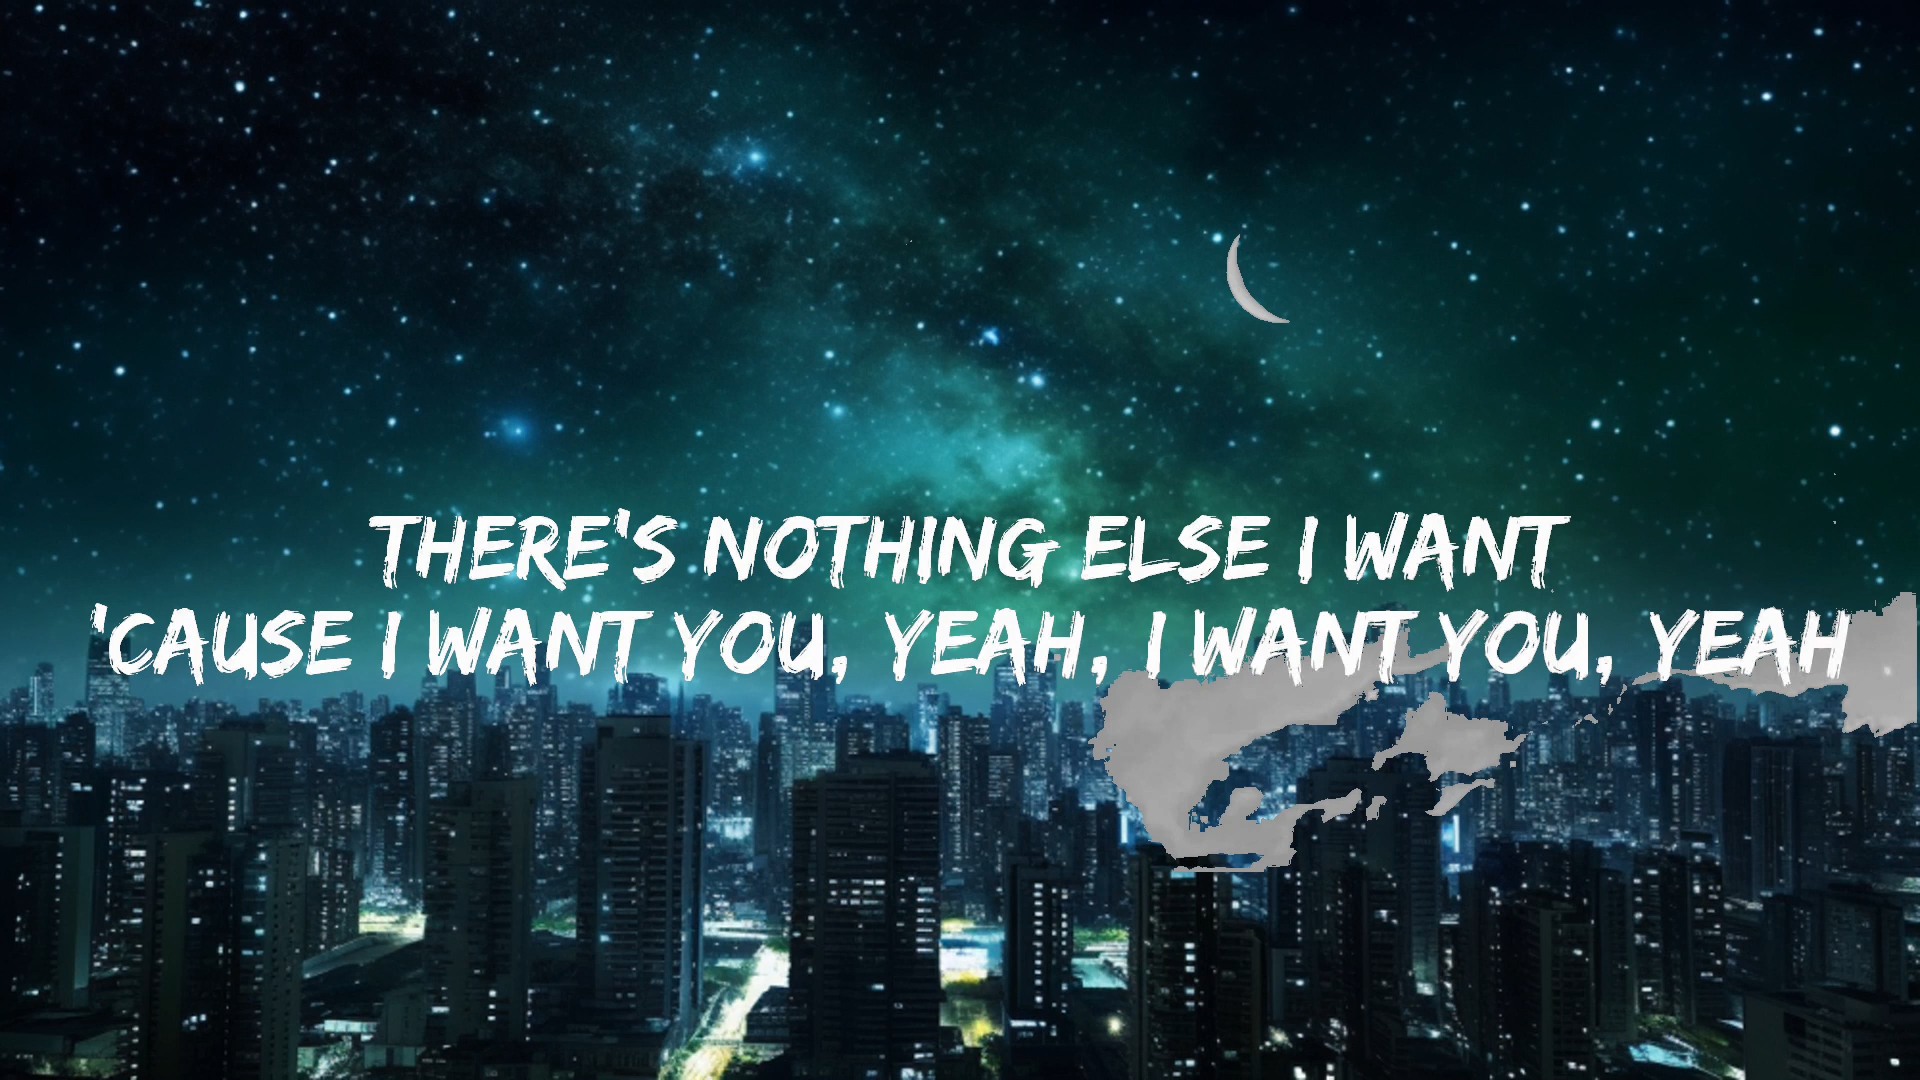 THERE'S NOTHING ELSE I WANT
'CAUSE I WANT YOU, YEAH, I WANT YOU, YEAH